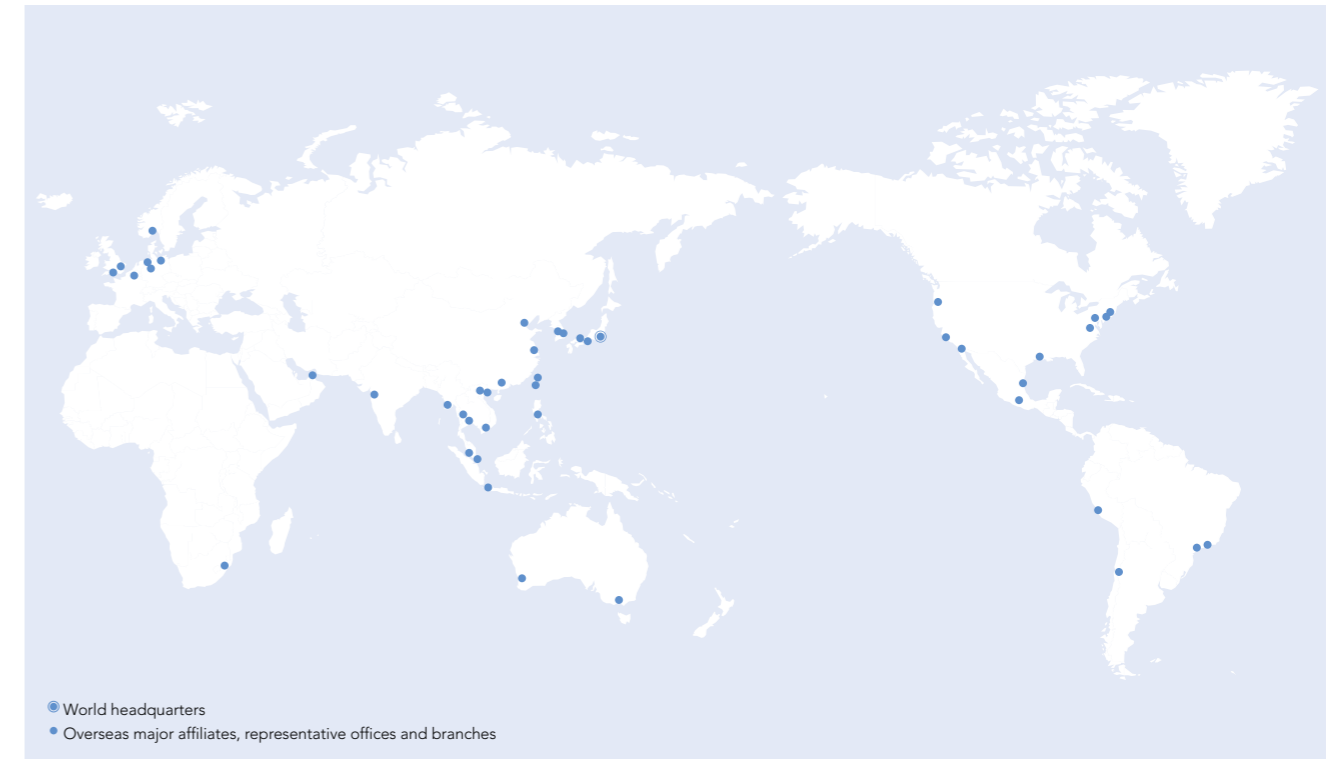 World headquarters
Overseas major affiliates, representative offices and branches